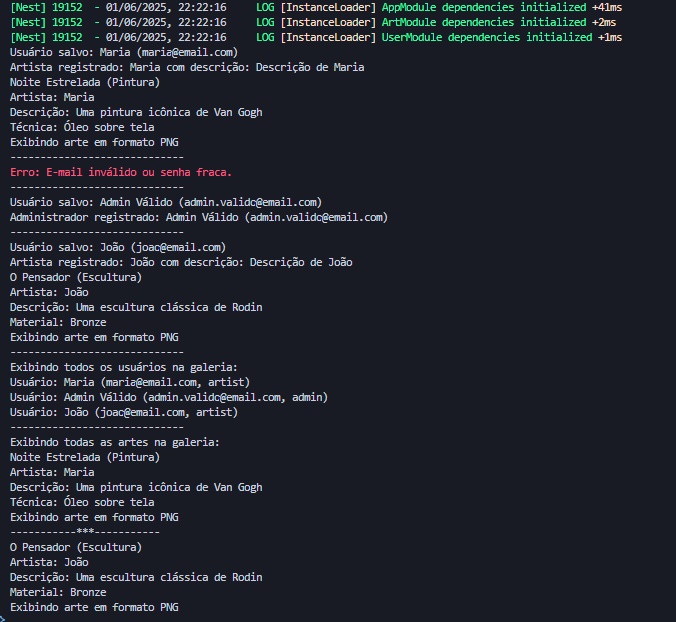 [Nest] 19152  - 01/06/2025, 22:22:16     LOG [InstanceLoader] AppModule dependencies initialized +41ms
[Nest] 19152  - 01/06/2025, 22:22:16     LOG [InstanceLoader] ArtModule dependencies initialized +2ms
[Nest] 19152  - 01/06/2025, 22:22:16     LOG [InstanceLoader] UserModule dependencies initialized +1ms
Usuário salvo: Maria (maria@email.com)
Artista registrado: Maria com descrição: Descrição de Maria
Noite Estrelada (Pintura)
Artista: Maria
Descrição: Uma pintura icônica de Van Gogh
Técnica: Óleo sobre tela
Exibindo arte em formato PNG
-----------------------------
Erro: E-mail inválido ou senha fraca.
-----------------------------
Usuário salvo: Admin Válido (admin.valido@email.com)
Administrador registrado: Admin Válido (admin.valido@email.com)
-----------------------------
Usuário salvo: João (joao@email.com)
Artista registrado: João com descrição: Descrição de João
O Pensador (Escultura)
Artista: João
Descrição: Uma escultura clássica de Rodin
Material: Bronze
Exibindo arte em formato PNG
-----------------------------
Exibindo todos os usuários na galeria:
Usuário: Maria (maria@email.com, artist)
Usuário: Admin Válido (admin.valido@email.com, admin)
Usuário: João (joao@email.com, artist)
-----------------------------
Exibindo todas as artes na galeria:
Noite Estrelada (Pintura)
Artista: Maria
Descrição: Uma pintura icônica de Van Gogh
Técnica: Óleo sobre tela
Exibindo arte em formato PNG
-----------***-----------
O Pensador (Escultura)
Artista: João
Descrição: Uma escultura clássica de Rodin
Material: Bronze
Exibindo arte em formato PNG